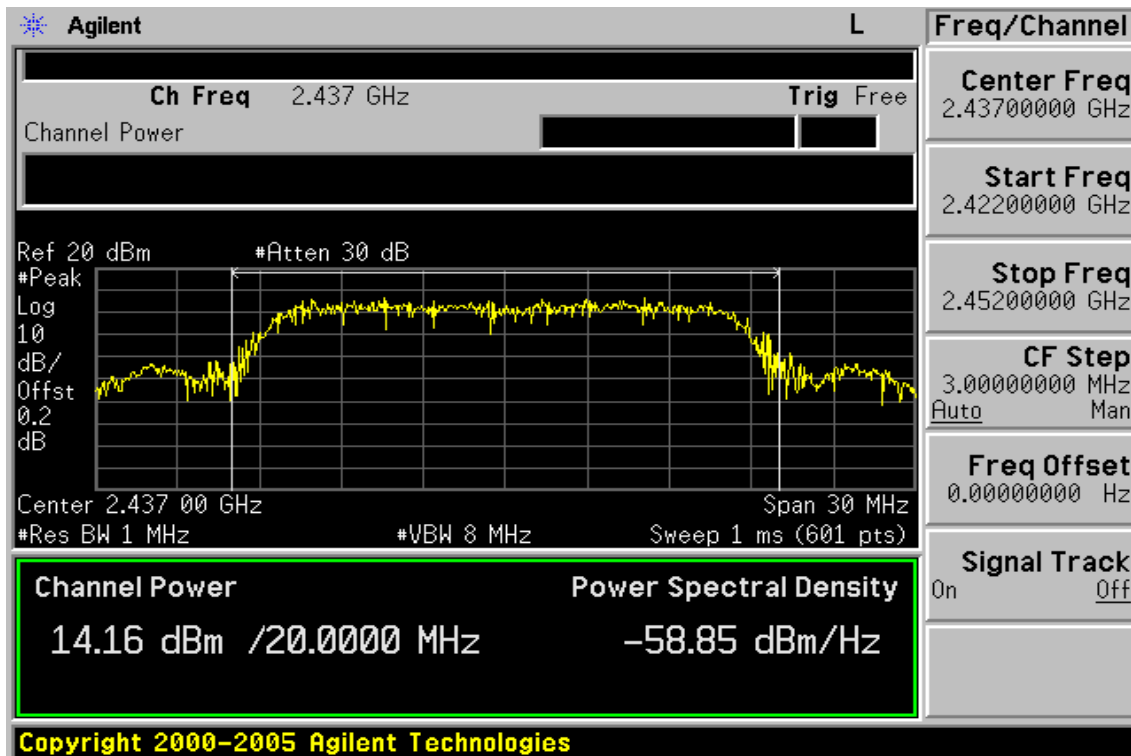 Agilent L Freq/Channel
Ch Freq 2.437 GHz Trig Free
Channel Power
Center Freq
2.43700000 GHz
Start Freq
2.42200000 GHz
Stop Freq
2.45200000 GHz
CF Step
3.00000000 MHz
Auto Man
Freq Offset
0.00000000 Hz
Signal Track
On Off
Ref 20 dBm #Atten 30 dB
#Peak
Log
10
dB/
Offst
0.2
dB
Center 2.437 00 GHz Span 30 MHz
#Res BW 1 MHz #VBW 8 MHz Sweep 1 ms (601 pts)
Channel Power Power Spectral Density
14.16 dBm /20.0000 MHz -58.85 dBm/Hz
Copyright 2000-2005 Agilent Technologies